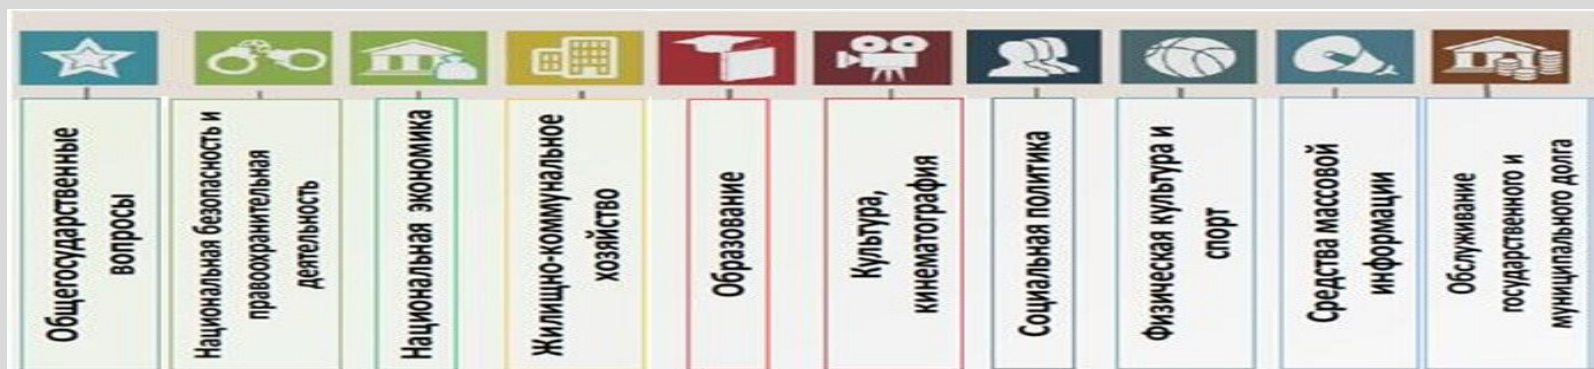 Общегосударственные
вопросы
Национальная безопасность и
правоохранительная
деятельность
Национальная экономика
Жилищно-коммунальное
хозяйство
Образование
Культура,
кинематография
Социальная политика
Физическая культура и
спорт
Средства массовой
информации
Обслуживание
государственного и
муниципального долга